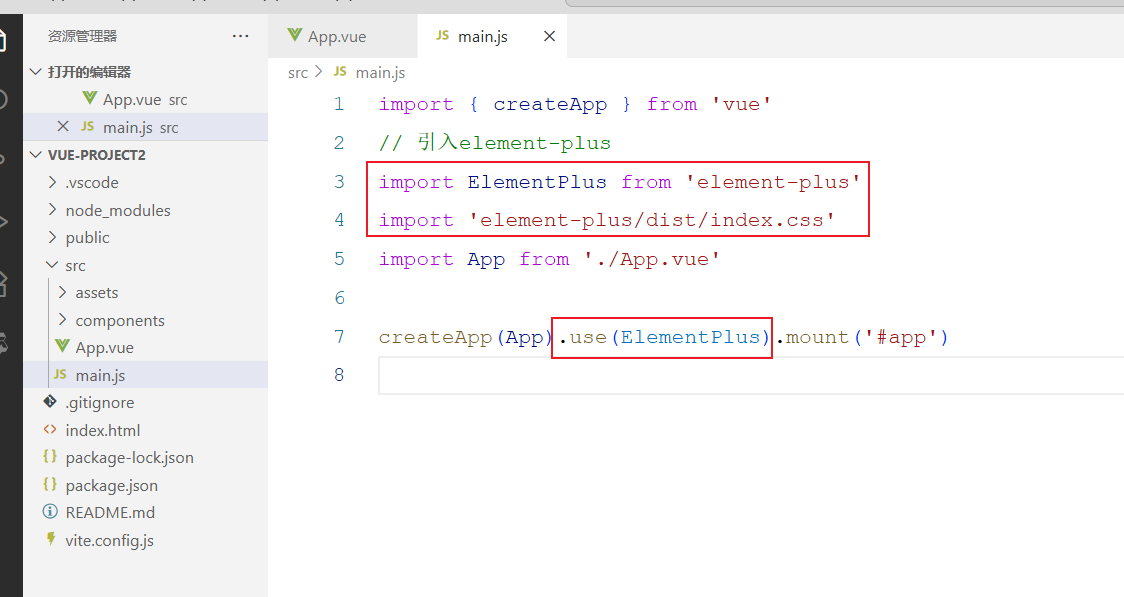 资源管理器 ...
打开的编辑器
App.vue src
JS main.js src
VUE-PROJECT2
.vscode
node_modules
public
src
assets
components
App.vue
JS main.js
.gitignore
index.html
package-lock.json
package.json
README.md
vite.config.js
App.vue JS main.js
src > JS main.js
1 import { createApp } from 'vue'
2 // 引入element-plus
3 import ElementPlus from 'element-plus'
4 import 'element-plus/dist/index.css'
5 import App from './App.vue'
6
7 createApp(App).use(ElementPlus).mount('#app')
8